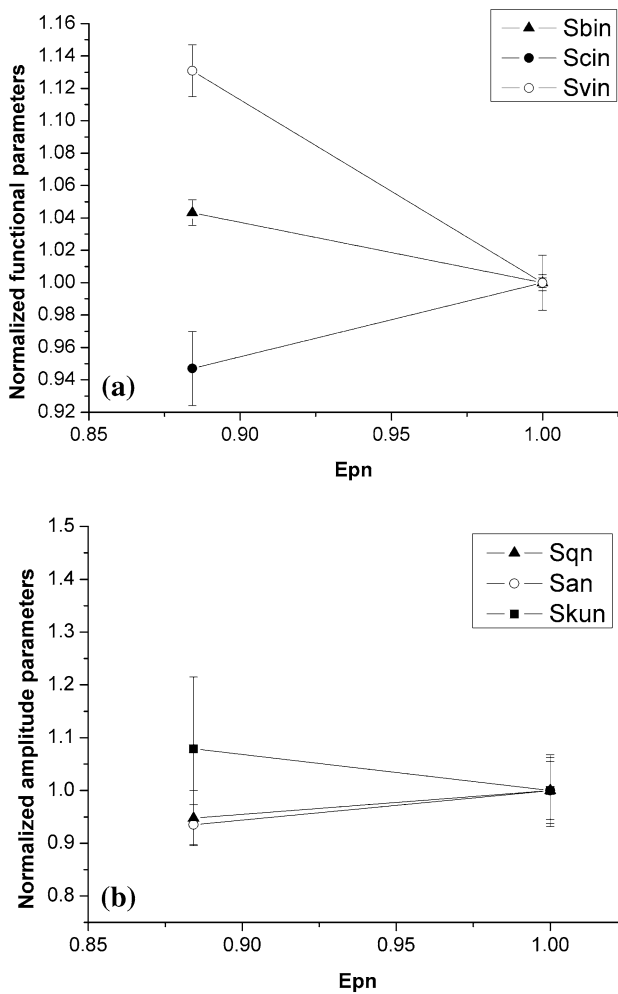 1.16
1.14
1.12
1.10
1.08
1.06
1.04
1.02
1.00
0.98
0.96
0.94
0.92
Normalized functional parameters
Sbin
Scin
Svin
(a)
0.85 0.90 0.95 1.00
Epn
1.5
1.4
1.3
1.2
1.1
1.0
0.9
0.8
Normalized amplitude parameters
Sqn
San
Skun
(b)
0.85 0.90 0.95 1.00
Epn